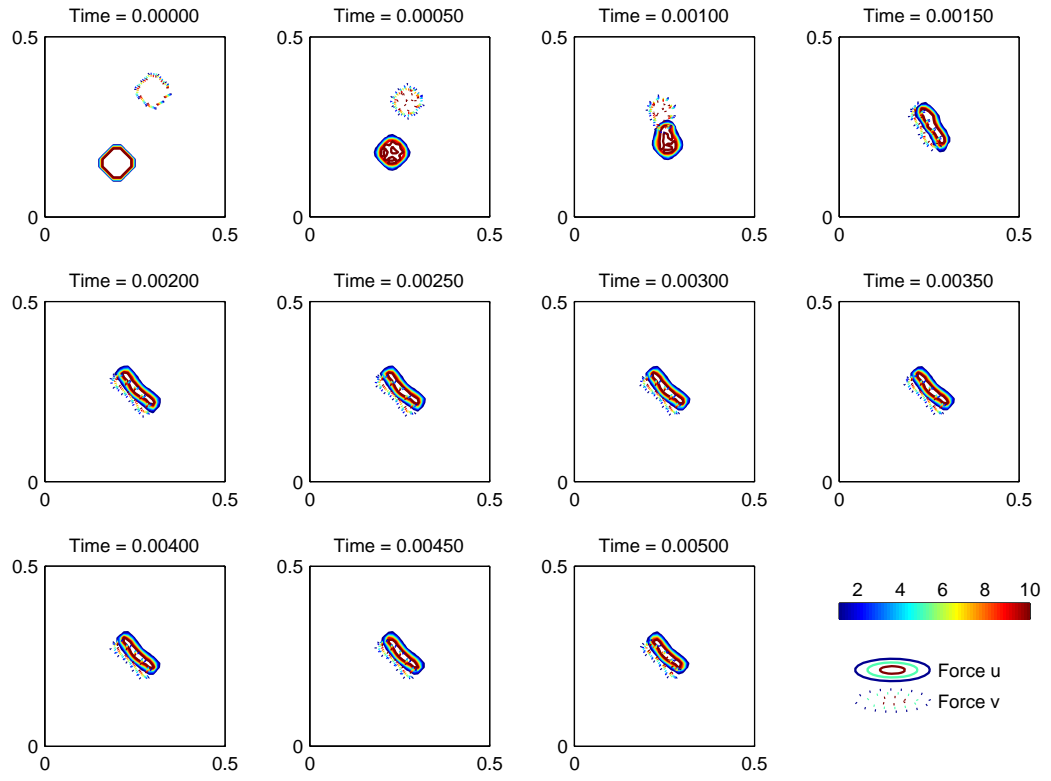 Time = 0.00000 Time = 0.00050 Time = 0.00100 Time = 0.00150
0.5 0.5 0.5 0.5
0 0 0 0
0 0.5 0 0.5 0 0.5 0 0.5
Time = 0.00200 Time = 0.00250 Time = 0.00300 Time = 0.00350
0.5 0.5 0.5 0.5
0 0 0 0
0 0.5 0 0.5 0 0.5 0 0.5
Time = 0.00400 Time = 0.00450 Time = 0.00500
0.5 0.5 0.5
2 4 6 8 10
Force u
Force v
0 0 0
0 0.5 0 0.5 0 0.5